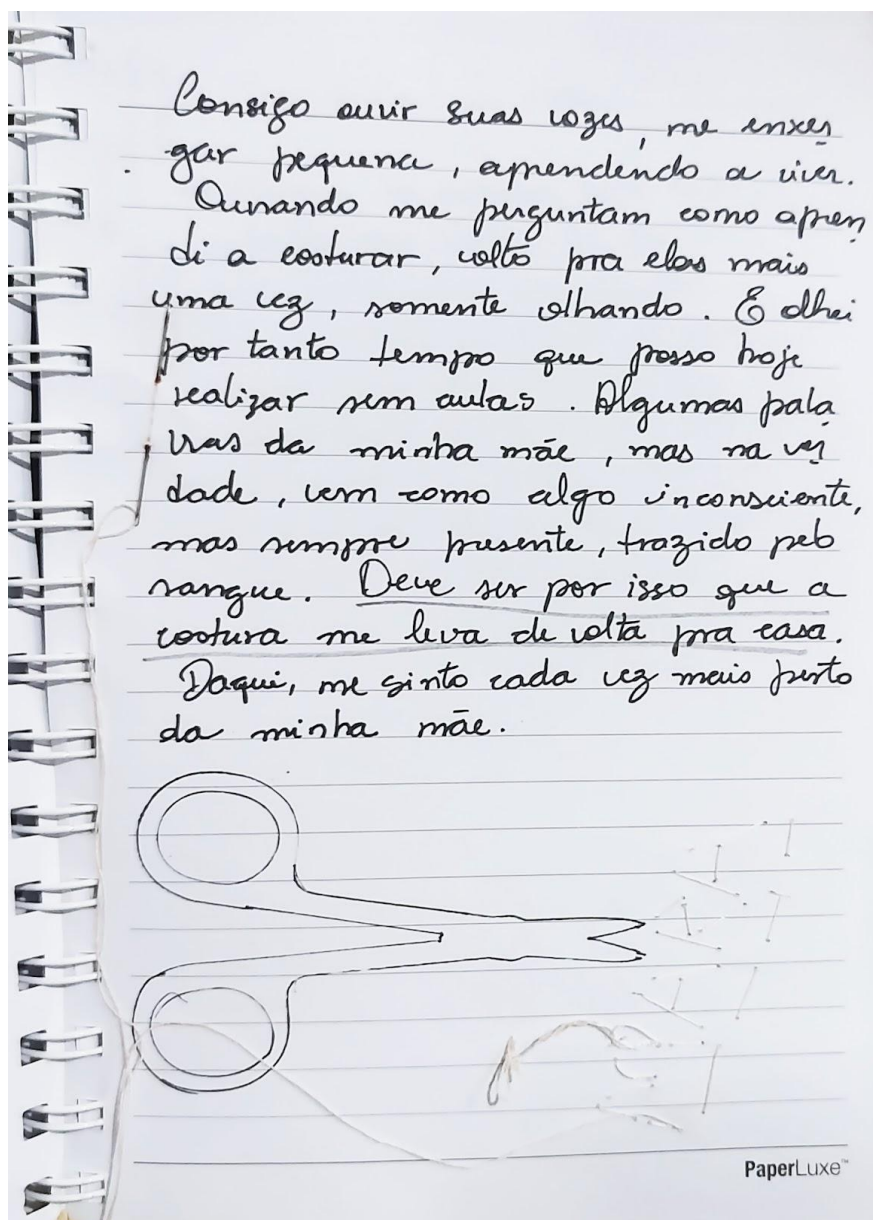 Consigo ouvir suas vozes, me enxer
gar pequena, aprendendo a viver.
Qunando me perguntam como apren
di a costurar, volto pra elas mais
uma vez, somente olhando. E olhei
por tanto tempo que posso hoje
realizar sem aulas. Algumas pala
vras da minha mãe, mas na ver
dade, vem como algo inconsciente,
mas sempre presente, trazido pelo
sangue. Deve ser por isso que a
costura me leva de volta pra casa.
Daqui, me sinto cada vez mais perto
da minha mãe.
PaperLuxe™